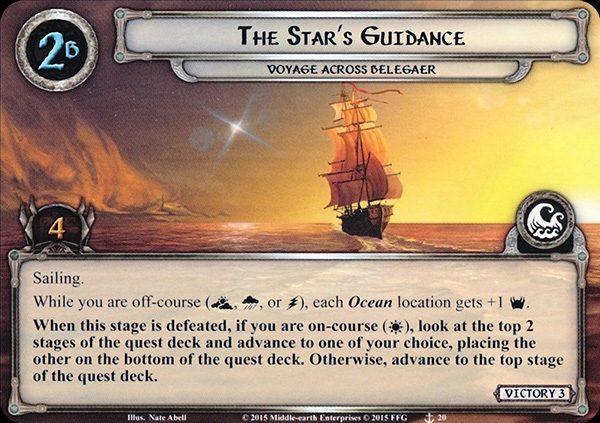 2B
The Star's Guidance
Voyage Across Belegaer
4
Sailing.
While you are off-course ( , , or ), each Ocean location gets +1 .
When this stage is defeated, if you are on-course ( ), look at the top 2
stages of the quest deck and advance to one of your choice, placing the
other on the bottom of the quest deck. Otherwise, advance to the top stage
of the quest deck.
Victory 3
Illus. Nate Abell © 2015 Middle-earth Enterprises © 2015 FFG 20